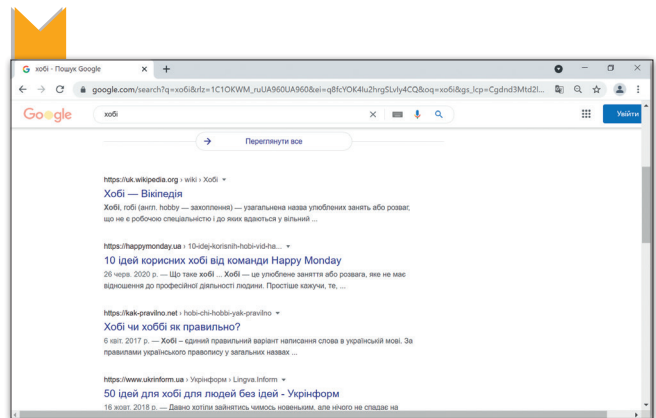 хобі - Пошук Google
google.com/search?q=хобі&rlz=1C1OKWM_ruUA960UA960&ei=q8fcYOK4Iu2hrgSLvIy4CQ&oq=хобі&gs_lcp=Cgdnd3Mtd2l...
Google
хобі
Увійти
Переглянути все
https://uk.wikipedia.org › wiki › Хобі
Хобі — Вікіпедія
Хобі, гобі (англ. hobby — захоплення) — узагальнена назва улюблених занять або розваг,
що не є робочою спеціальністю і до яких вдаються у вільний ...
https://happymonday.ua › 10-idej-korisnih-hobi-vid-ha...
10 ідей корисних хобі від команди Happy Monday
26 черв. 2020 р. — Що таке хобі ... Хобі — це улюблене заняття або розвага, яке не має
відношення до професійної діяльності людини. Простіше кажучи, те, ...
https://kak-pravilno.net › hobi-chi-hobbi-yak-pravilno
Хобі чи хоббі як правильно?
6 квіт. 2017 р. — Хобі – єдиний правильний варіант написання слова в українській мові. За
правилами українського правопису у загальних назвах ...
https://www.ukrinform.ua › Укрінформ › Lingva.Inform
50 ідей для хобі для людей без ідей - Укрінформ
16 жовт. 2018 р. — Давно хотіли зайнятись чимось новеньким, але нічого не спадає на